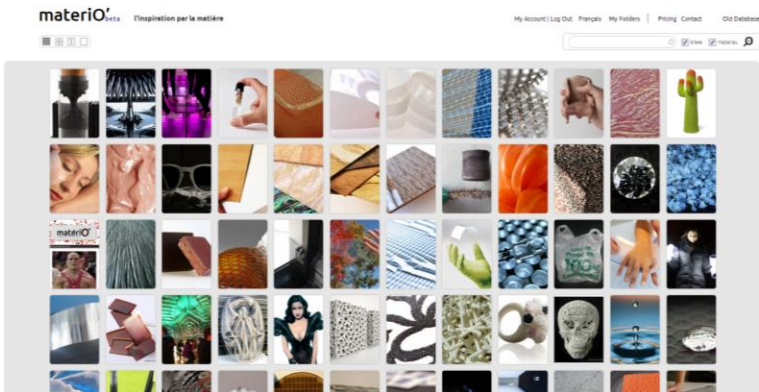 materiO' beta
l'inspiration par la matière
My Account | Log Out Français My Folders | Pricing Contact Old Database
materiO'